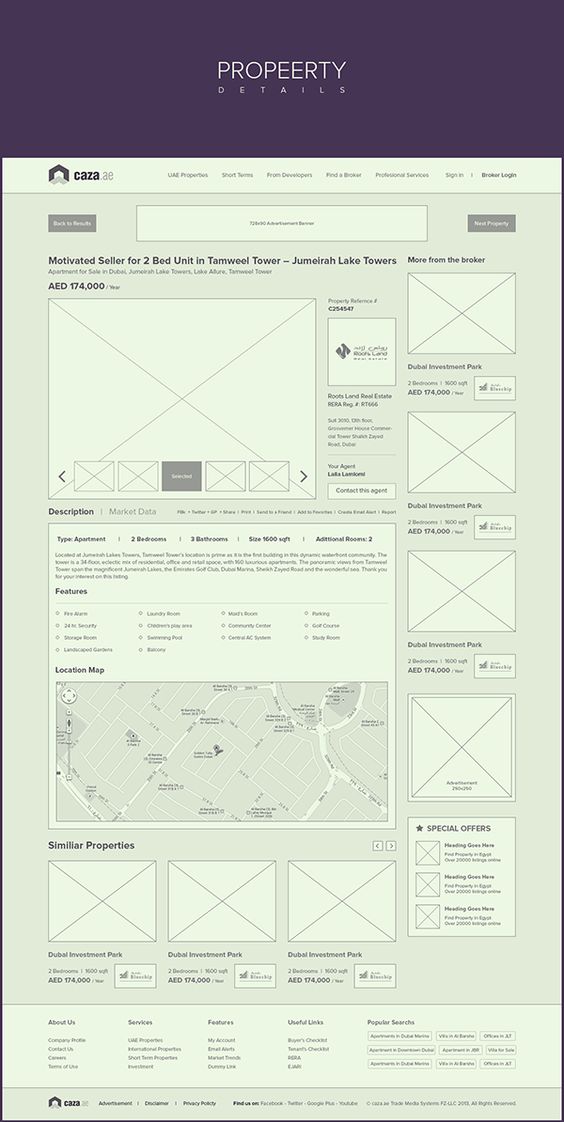 PROPEERTY
DETAILS
caza.ae
UAE Properties
Short Terms
From Developers
Find a Broker
Profesional Services
Sign in | Broker Login
Back to Results
728x90 Advertisement Banner
Next Property
Motivated Seller for 2 Bed Unit in Tamweel Tower – Jumeirah Lake Towers
Apartment for Sale in Dubai, Jumeirah Lake Towers, Lake Allure, Tamweel Tower
AED 174,000 / Year
Property Refernce #
C254547
Roots Land
Roots Land Real Estate
RERA Reg. #: RT666
Suit 3010, 13th floor,
Grosvernor House Commer-
cial Tower Shaikh Zayed
Road, Dubai
Your Agent
Laila Lamlomi
Contact this agent
Selected
More from the broker
Dubai Investment Park
2 Bedrooms | 1600 sqft
AED 174,000 / Year
Bluechip
Dubai Investment Park
2 Bedrooms | 1600 sqft
AED 174,000 / Year
Bluechip
Dubai Investment Park
2 Bedrooms | 1600 sqft
AED 174,000 / Year
Bluechip
Advertisement
250x250
SPECIAL OFFERS
Heading Goes Here
Find Property in Egypt
Over 20000 listings online
Heading Goes Here
Find Property in Egypt
Over 20000 listings online
Heading Goes Here
Find Property in Egypt
Over 20000 listings online
Description | Market Data
+ Twitter + GP + Share | Print | Send to a Friend | Add to Favorites | Create Email Alert | Report
Type: Apartment | 2 Bedrooms | 3 Bathrooms | Size 1600 sqft | Additional Rooms: 2
Located at Jumeirah Lakes Towers, Tamweel Tower's location is prime as it is the first building in this dynamic waterfront community. The
tower is a 34-floor, eclectic mix of residential, office and retail space, with 160 luxurious apartments. The panoramic views from Tamweel
Tower span the magnificent Jumeirah Lakes, the Emirates Golf Club, Dubai Marina, Sheikh Zayed Road and the wonderful sea. Thank you
for your interest on this listing.
Features
Fire Alarm
Laundry Room
Maid's Room
Parking
24 hr. Security
Children's play area
Community Center
Golf Course
Storage Room
Swimming Pool
Central AC System
Study Room
Landscaped Gardens
Balcony
Location Map
Similiar Properties
Dubai Investment Park
2 Bedrooms | 1600 sqft
AED 174,000 / Year
Bluechip
Dubai Investment Park
2 Bedrooms | 1600 sqft
AED 174,000 / Year
Bluechip
Dubai Investment Park
2 Bedrooms | 1600 sqft
AED 174,000 / Year
Bluechip
About Us
Company Profile
Contact Us
Careers
Terms of Use
Services
UAE Properties
International Properties
Short Term Properties
Investment
Features
My Account
Email Alerts
Market Trends
Dummy Link
Useful Links
Buyer's Checklist
Tenant's Checklist
RERA
EJARI
Popular Searchs
Apartments in Dubai Marina
Villa in Al Barsha
Offices in JLT
Apartment in Downtown Dubai
Apartment in JBR
Villa for Sale
Apartments in Dubai Marina
Villa in Al Barsha
Offices in JLT
caza.ae
Advertisement | Disclaimer | Privacy Policty
Find us on: Facebook - Twitter - Google Plus - Youtube
© caza.ae Trade Media Systems FZ-LLC 2013, All Rights Reserved.